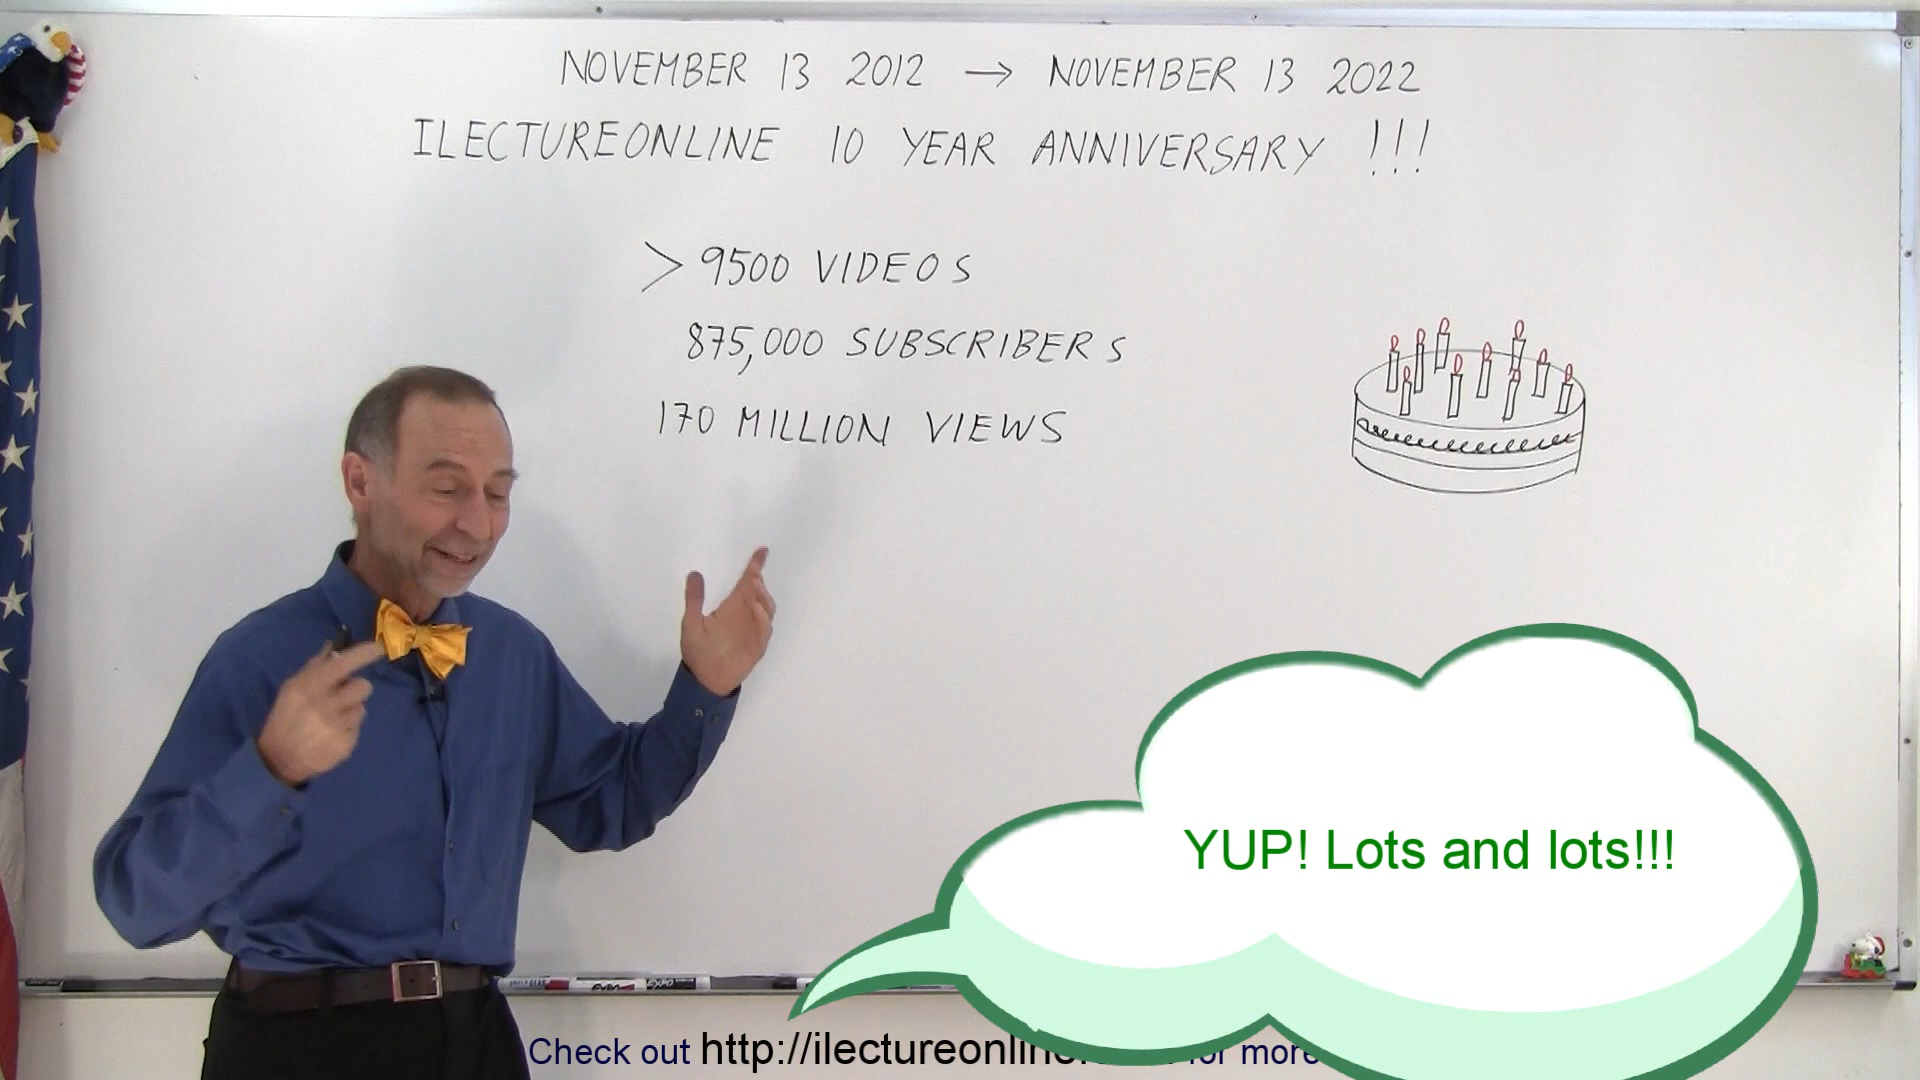 NOVEMBER 13 2012 → NOVEMBER 13 2022
ILECTUREONLINE 10 YEAR ANNIVERSARY !!!
> 9500 VIDEOS
875,000 SUBSCRIBERS
170 MILLION VIEWS
YUP! Lots and lots!!!
EXPO
Check out http://ilectureonline. for more